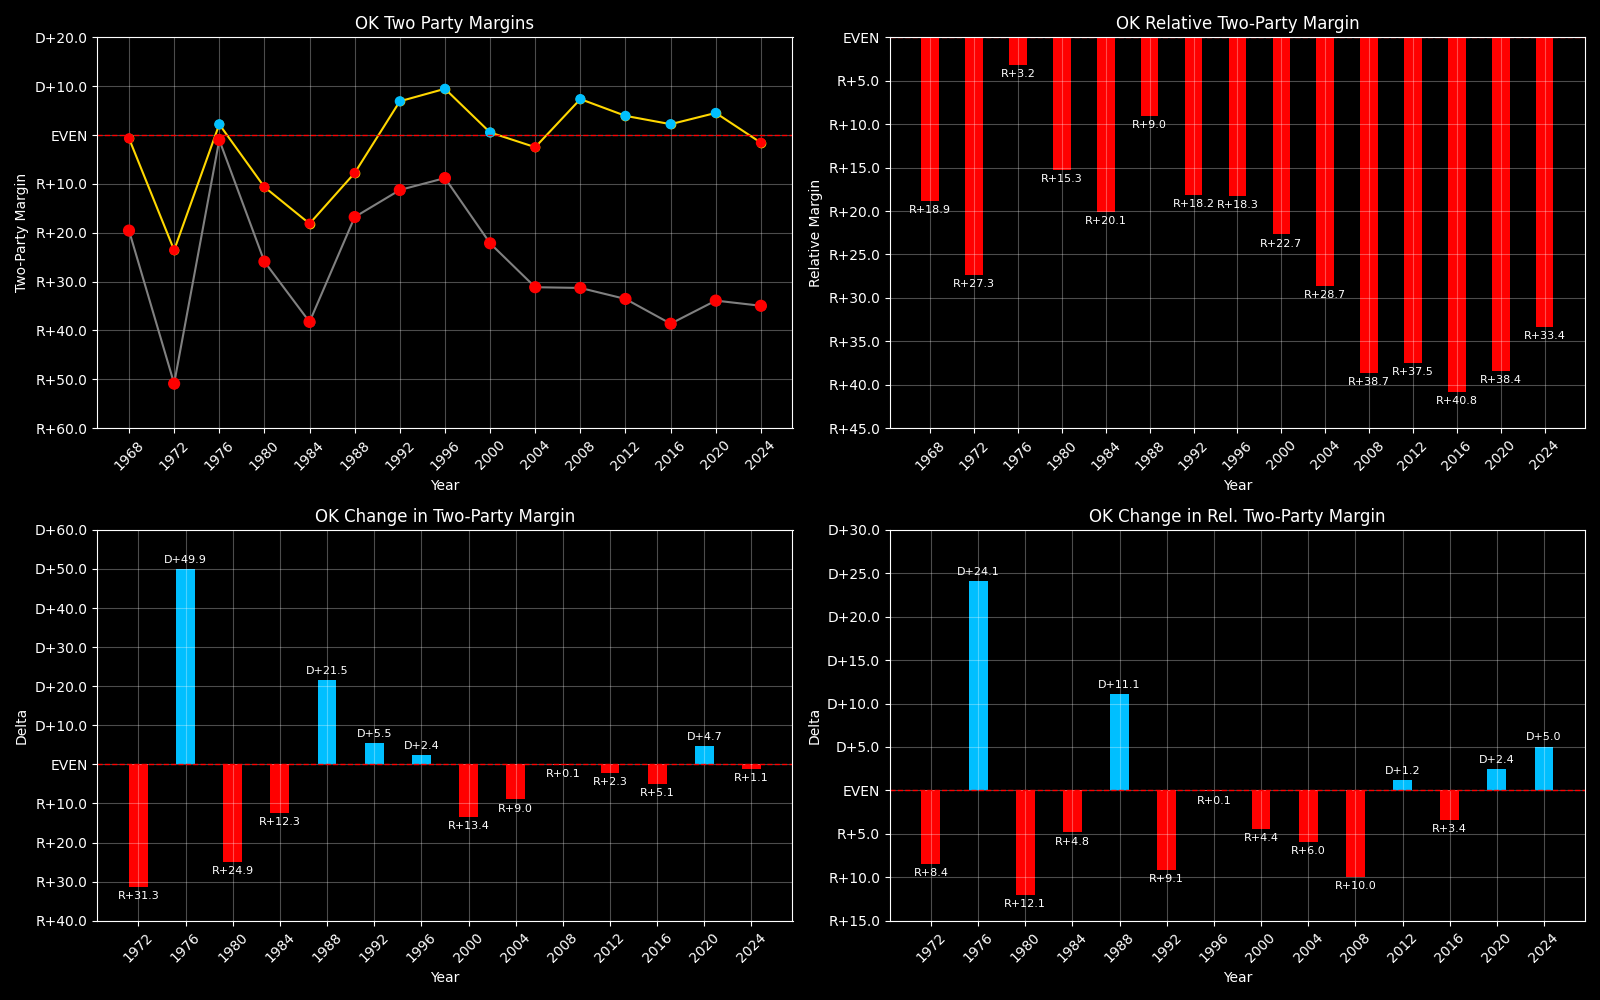 OK Two Party Margins
D+20.0
D+10.0
EVEN
R+10.0
R+20.0
R+30.0
R+40.0
R+50.0
R+60.0
Two-Party Margin
1968
1972
1976
1980
1984
1988
1992
1996
2000
2004
2008
2012
2016
2020
2024
Year
OK Relative Two-Party Margin
EVEN
R+5.0
R+10.0
R+15.0
R+20.0
R+25.0
R+30.0
R+35.0
R+40.0
R+45.0
Relative Margin
R+18.9
R+27.3
R+3.2
R+15.3
R+20.1
R+9.0
R+18.2
R+18.3
R+22.7
R+28.7
R+38.7
R+37.5
R+40.8
R+38.4
R+33.4
1968
1972
1976
1980
1984
1988
1992
1996
2000
2004
2008
2012
2016
2020
2024
Year
OK Change in Two-Party Margin
D+60.0
D+50.0
D+40.0
D+30.0
D+20.0
D+10.0
EVEN
R+10.0
R+20.0
R+30.0
R+40.0
Delta
R+31.3
D+49.9
R+24.9
R+12.3
D+21.5
D+5.5
D+2.4
R+13.4
R+9.0
R+0.1
R+2.3
R+5.1
D+4.7
R+1.1
1972
1976
1980
1984
1988
1992
1996
2000
2004
2008
2012
2016
2020
2024
Year
OK Change in Rel. Two-Party Margin
D+30.0
D+25.0
D+20.0
D+15.0
D+10.0
D+5.0
EVEN
R+5.0
R+10.0
R+15.0
Delta
R+8.4
D+24.1
R+12.1
R+4.8
D+11.1
R+9.1
R+0.1
R+4.4
R+6.0
R+10.0
D+1.2
R+3.4
D+2.4
D+5.0
1972
1976
1980
1984
1988
1992
1996
2000
2004
2008
2012
2016
2020
2024
Year